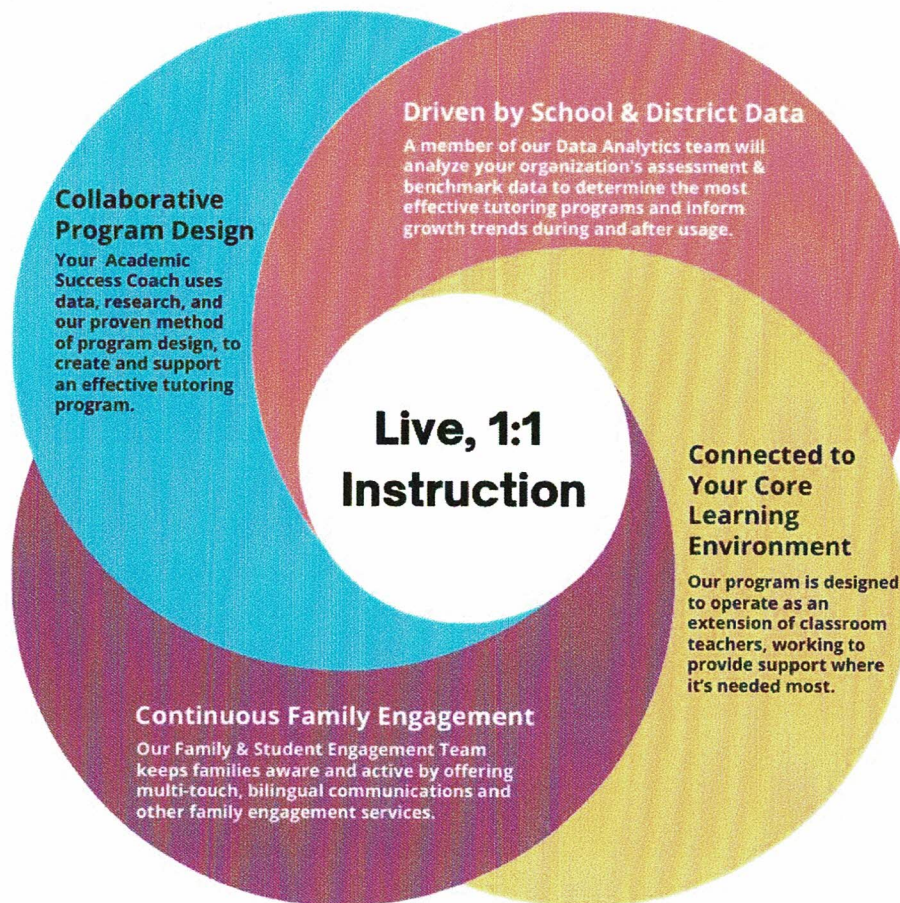 Driven by School & District Data
A member of our Data Analytics team will
analyze your organization's assessment &
benchmark data to determine the most
effective tutoring programs and inform
growth trends during and after usage.
Collaborative
Program Design
Your Academic
Success Coach uses
data, research, and
our proven method
of program design, to
create and support
an effective tutoring
program.
Live, 1:1
Instruction
Connected to
Your Core
Learning
Environment
Our program is designed
to operate as an
extension of classroom
teachers, working to
provide support where
it's needed most.
Continuous Family Engagement
Our Family & Student Engagement Team
keeps families aware and active by offering
multi-touch, bilingual communications and
other family engagement services.